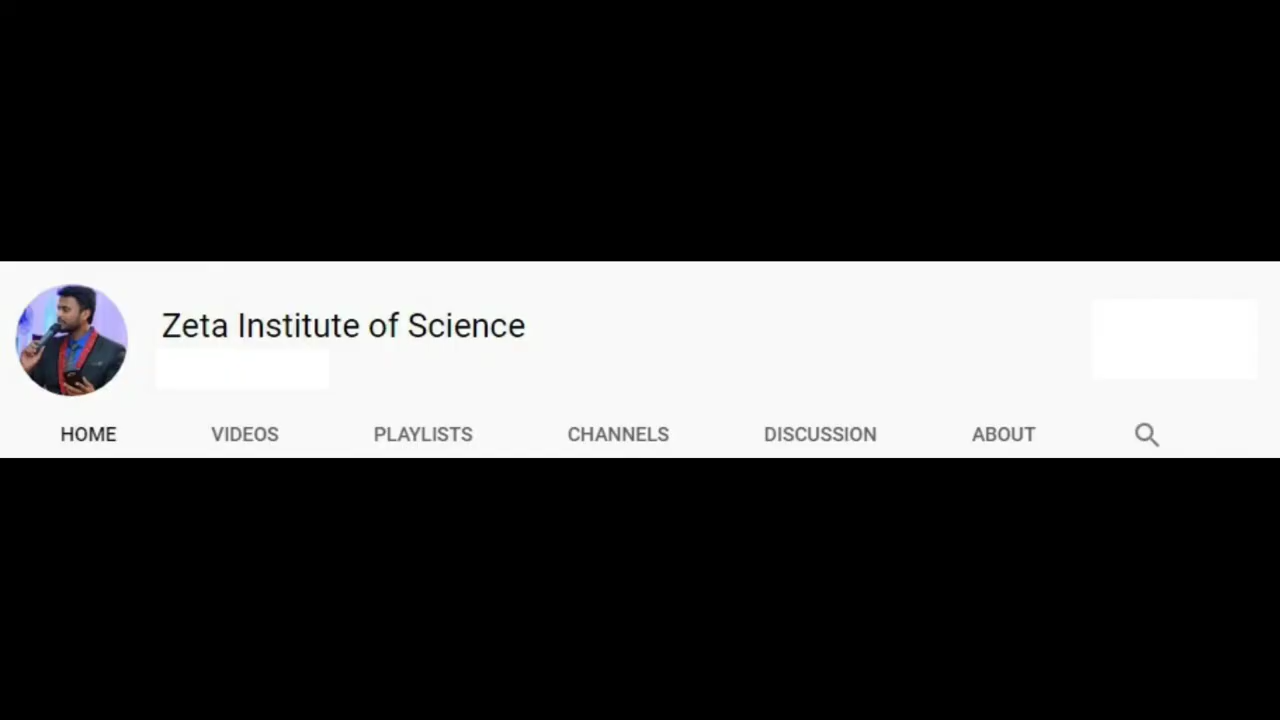 Zeta Institute of Science
HOME VIDEOS PLAYLISTS CHANNELS DISCUSSION ABOUT